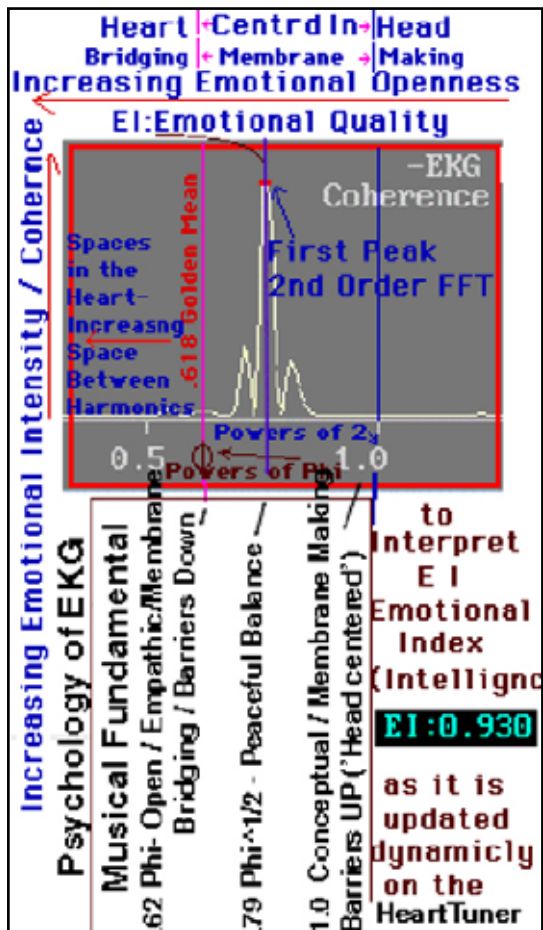 Heart ←Centrd In→ Head
Bridging ←Membrane →Making
Increasing Emotional Openness
EI:Emotional Quality
Increasing Emotional Intensity / Coherence
-EKG
Coherence
First Peak
2nd Order FFT
Spaces
in the
Heart-
Increasng
Space
Between
Harmonics
.618 Golden Mean
Powers of 2
0.5
1.0
Powers of Phi
Psychology of EKG
Musical Fundamental
.62 Phi- Open / Empathic/Membrane
Bridging / Barriers Down
.79 Phi^1/2 - Peaceful Balance
1.0 Conceptual / Membrane Making
Barriers UP ('Head centered')
to
Interpret
E I
Emotional
Index
(Intellignc
EI:0.930
as it is
updated
dynamicly
on the
HeartTuner